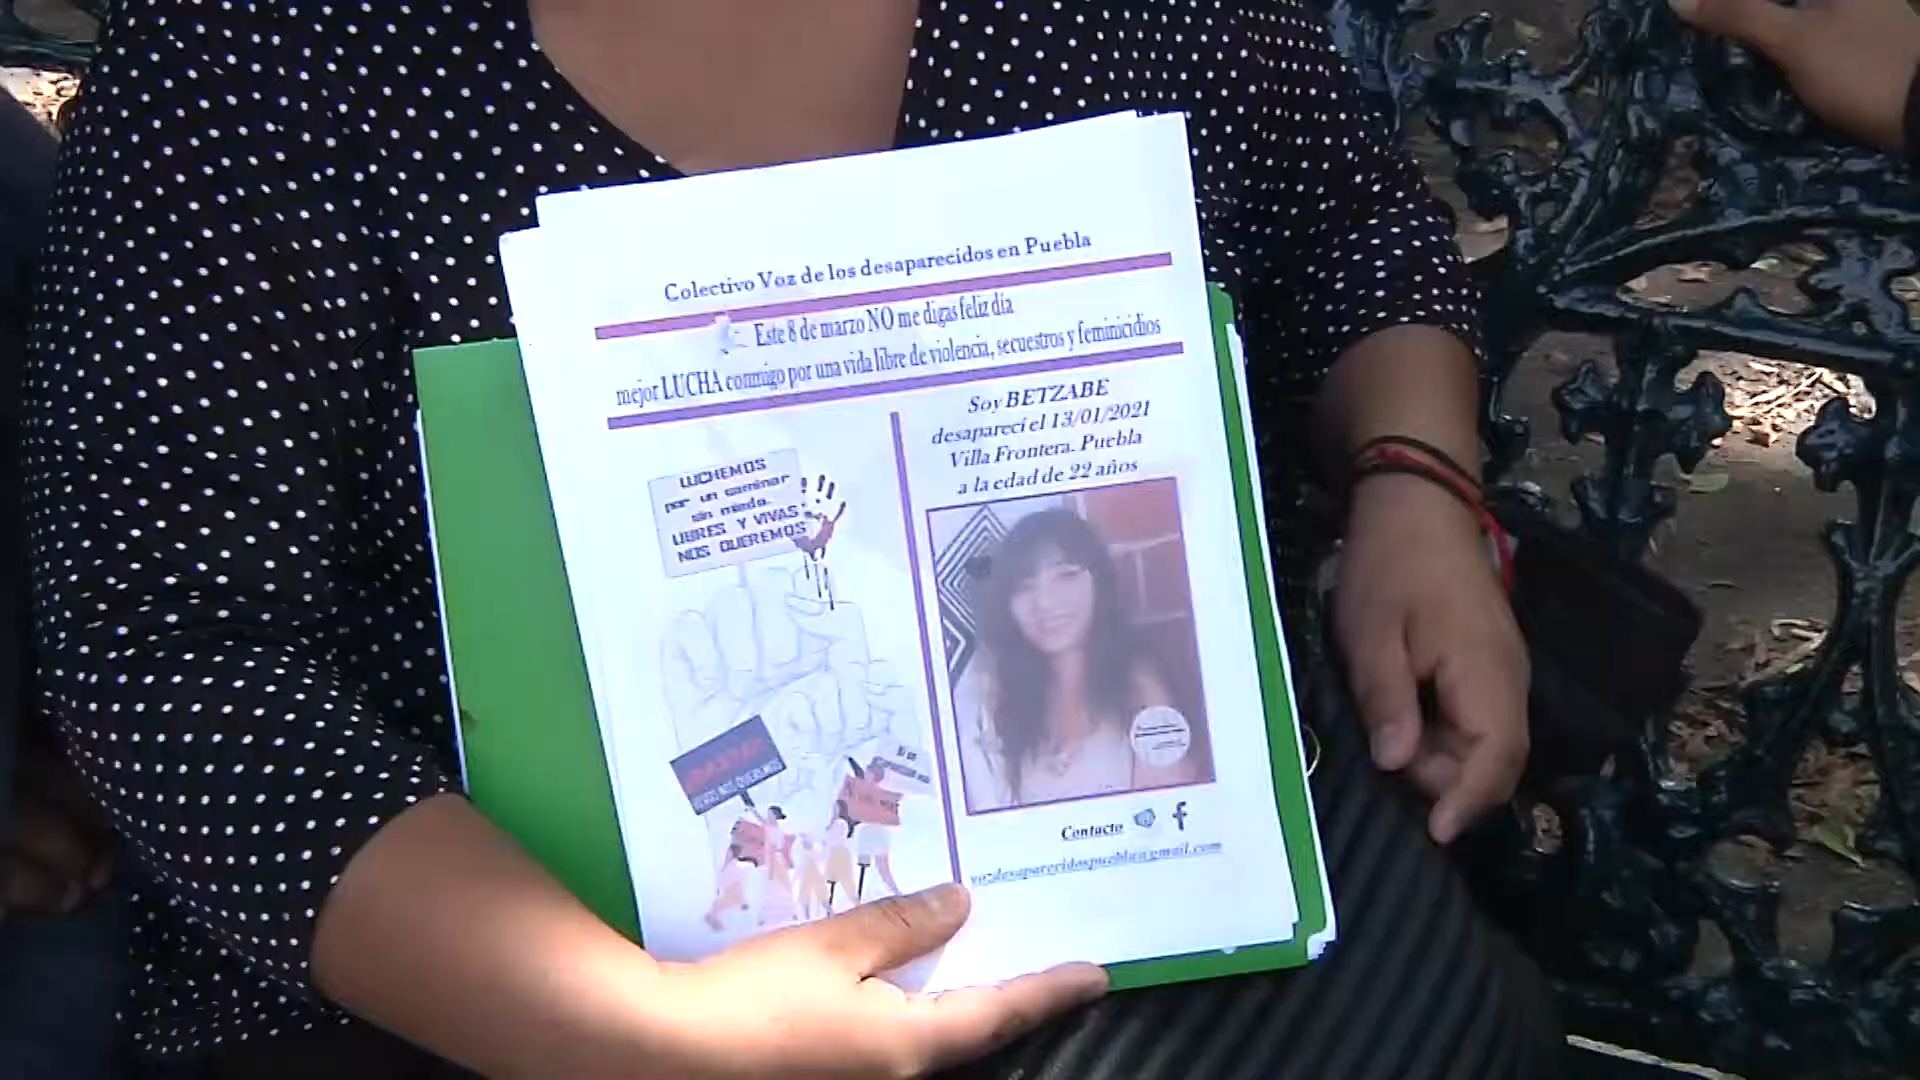 Colectivo Voz de los desaparecidos en Puebla
Este 8 de marzo NO me digas feliz día
mejor LUCHA conmigo por una vida libre de violencia, secuestros y feminicidios
Soy BETZABE
desaparecí el 13/01/2021
Villa Frontera. Puebla
a la edad de 22 años
LUCHEMOS
por un caminar
sin miedo.
LIBRES Y VIVAS
NOS QUEREMOS
VIVAS NOS QUEREMOS
Contacto
vozdesaparecidospuebla@gmail.com